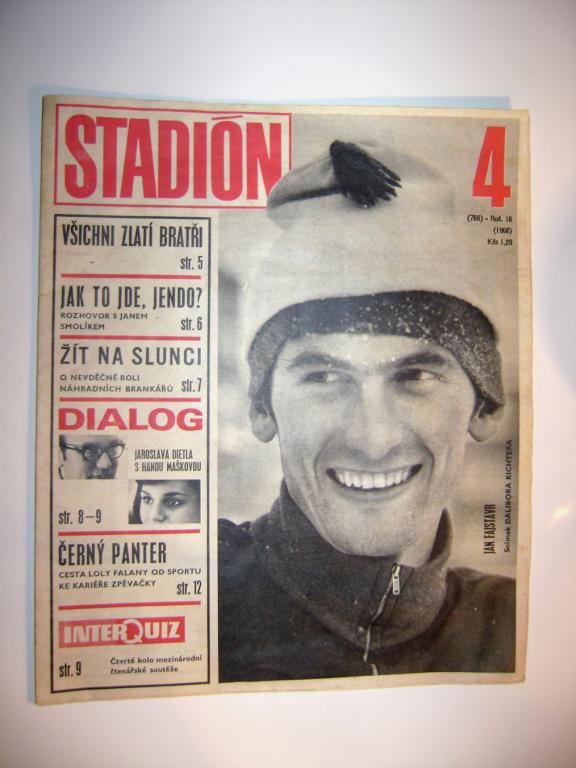 STADIÓN
4
(766) • Roč. 16
(1968)
Kčs 1,20
VŠICHNI ZLATÍ BRATŘI
str. 5
JAK TO JDE, JENDO?
ROZHOVOR S JANEM
SMOLÍKEM
str. 6
ŽÍT NA SLUNCI
O NEVDĚČNÉ ROLI
NÁHRADNÍCH BRANKÁŘŮ
str. 7
DIALOG
JAROSLAVA DIETLA
S HANOU MAŠKOVOU
str. 8–9
ČERNÝ PANTER
CESTA LOLY FALANY OD SPORTU
KE KARIÉŘE ZPĚVAČKY
str. 12
INTERQUIZ
str. 9
Čtvrté kolo mezinárodní
čtenářské soutěže
JAN FAJSTAVR
Snímek DALIBORA RICHTERA